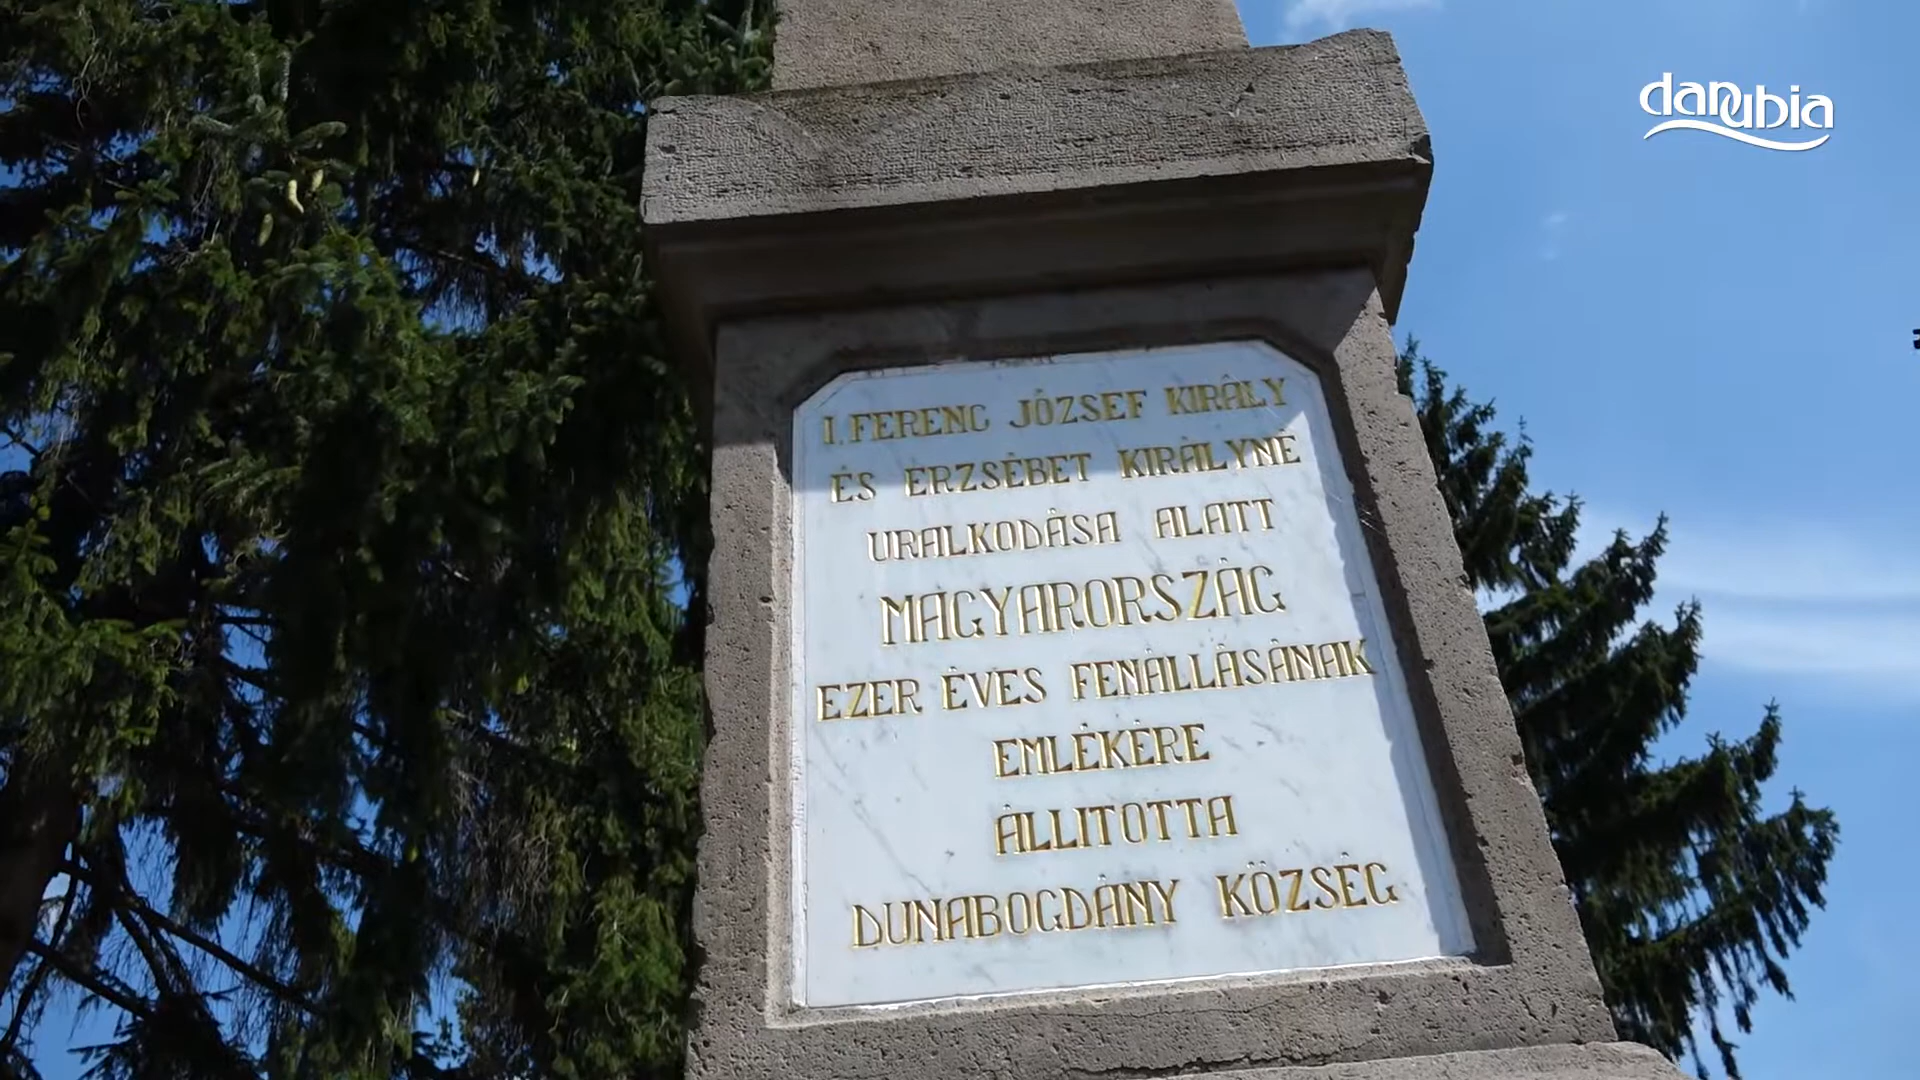 danubia
I. FERENC JÓZSEF KIRÁLY
ÉS ERZSÉBET KIRÁLYNÉ
URALKODÁSA ALATT
MAGYARORSZÁG
EZER ÉVES FENÁLLÁSÁNAK
EMLÉKÉRE
ÁLLITOTTA
DUNABOGDÁNY KÖZSÉG